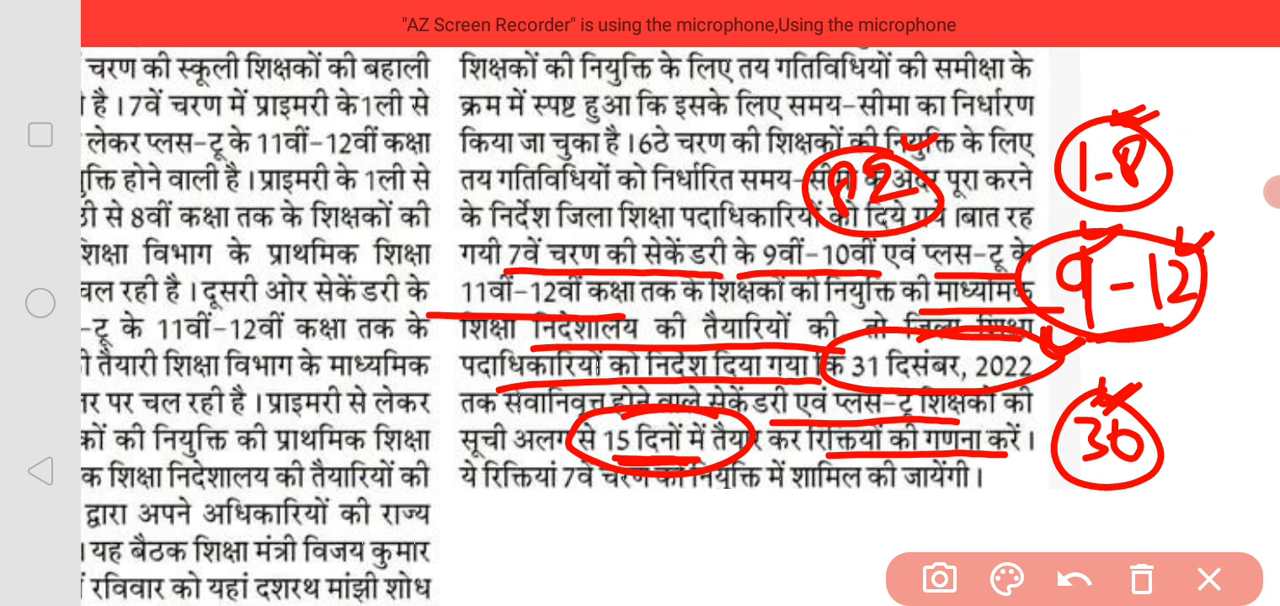 "AZ Screen Recorder" is using the microphone,Using the microphone
चरण की स्कूली शिक्षकों की बहाली
है । 7वें चरण में प्राइमरी के 1ली से
लेकर प्लस-टू के 11वीं-12वीं कक्षा
होने वाली है । प्राइमरी के 1ली से
से 8वीं कक्षा तक के शिक्षकों की
शिक्षा विभाग के प्राथमिक शिक्षा
रही है । दूसरी ओर सेकेंडरी के
-टू के 11वीं-12वीं कक्षा तक के
तैयारी शिक्षा विभाग के माध्यमिक
पर चल रही है । प्राइमरी से लेकर
की नियुक्ति की प्राथमिक शिक्षा
शिक्षा निदेशालय की तैयारियों की
द्वारा अपने अधिकारियों की राज्य
। यह बैठक शिक्षा मंत्री विजय कुमार
रविवार को यहां दशरथ मांझी शोध
शिक्षकों की नियुक्ति के लिए तय गतिविधियों की समीक्षा के
क्रम में स्पष्ट हुआ कि इसके लिए समय-सीमा का निर्धारण
किया जा चुका है । 6ठे चरण की शिक्षकों की नियुक्ति के लिए
तय गतिविधियों को निर्धारित समय-सीमा के अंदर पूरा करने
के निर्देश जिला शिक्षा पदाधिकारियों को दिये गये । बात रह
गयी 7वें चरण की सेकेंडरी के 9वीं-10वीं एवं प्लस-टू के
11वीं-12वीं कक्षा तक के शिक्षकों की नियुक्ति की माध्यमिक
शिक्षा निदेशालय की तैयारियों की तो जिला शिक्षा
पदाधिकारियों को निदेश दिया गया कि 31 दिसंबर, 2022
तक सेवानिवृत्त होने वाले सेकेंडरी एवं प्लस-टू शिक्षकों की
सूची अलग से 15 दिनों में तैयार कर रिक्तियों की गणना करें ।
ये रिक्तियां 7वें चरण की नियुक्ति में शामिल की जायेंगी ।
1-8
9-12
30